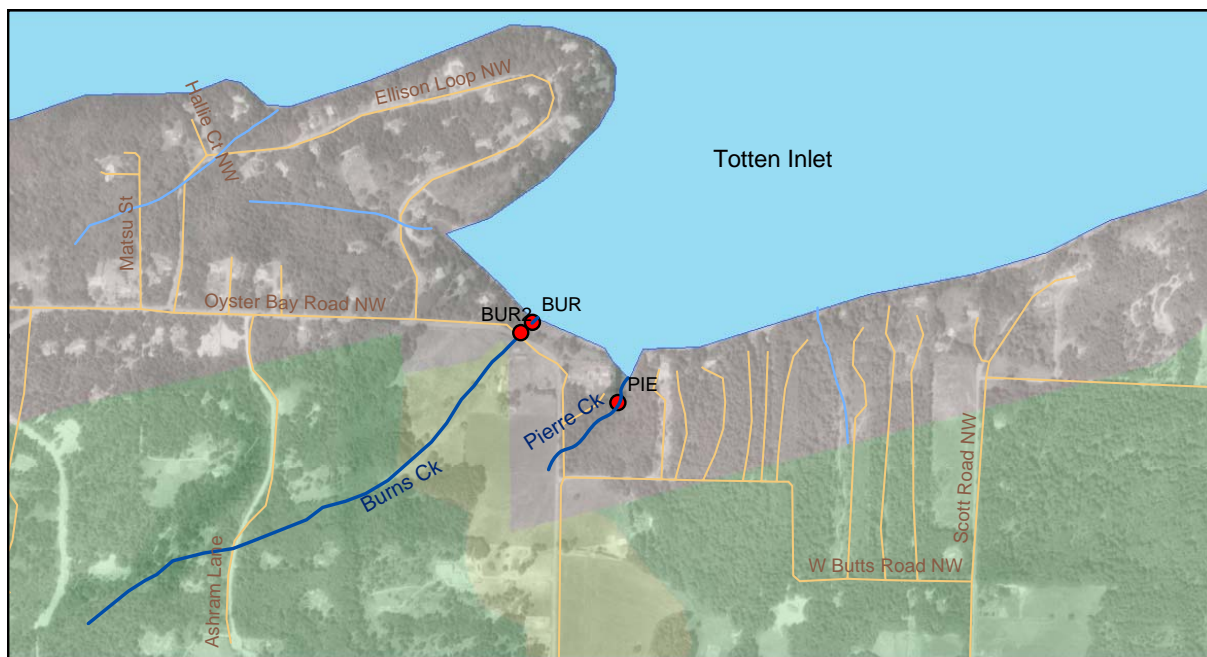 Ellison Loop NW
Hallie Ct NW
Totten Inlet
Matsu St
Oyster Bay Road NW
BUR2
BUR
PIE
Pierre Ck
Burns Ck
Scott Road NW
W Butts Road NW
Ashram Lane